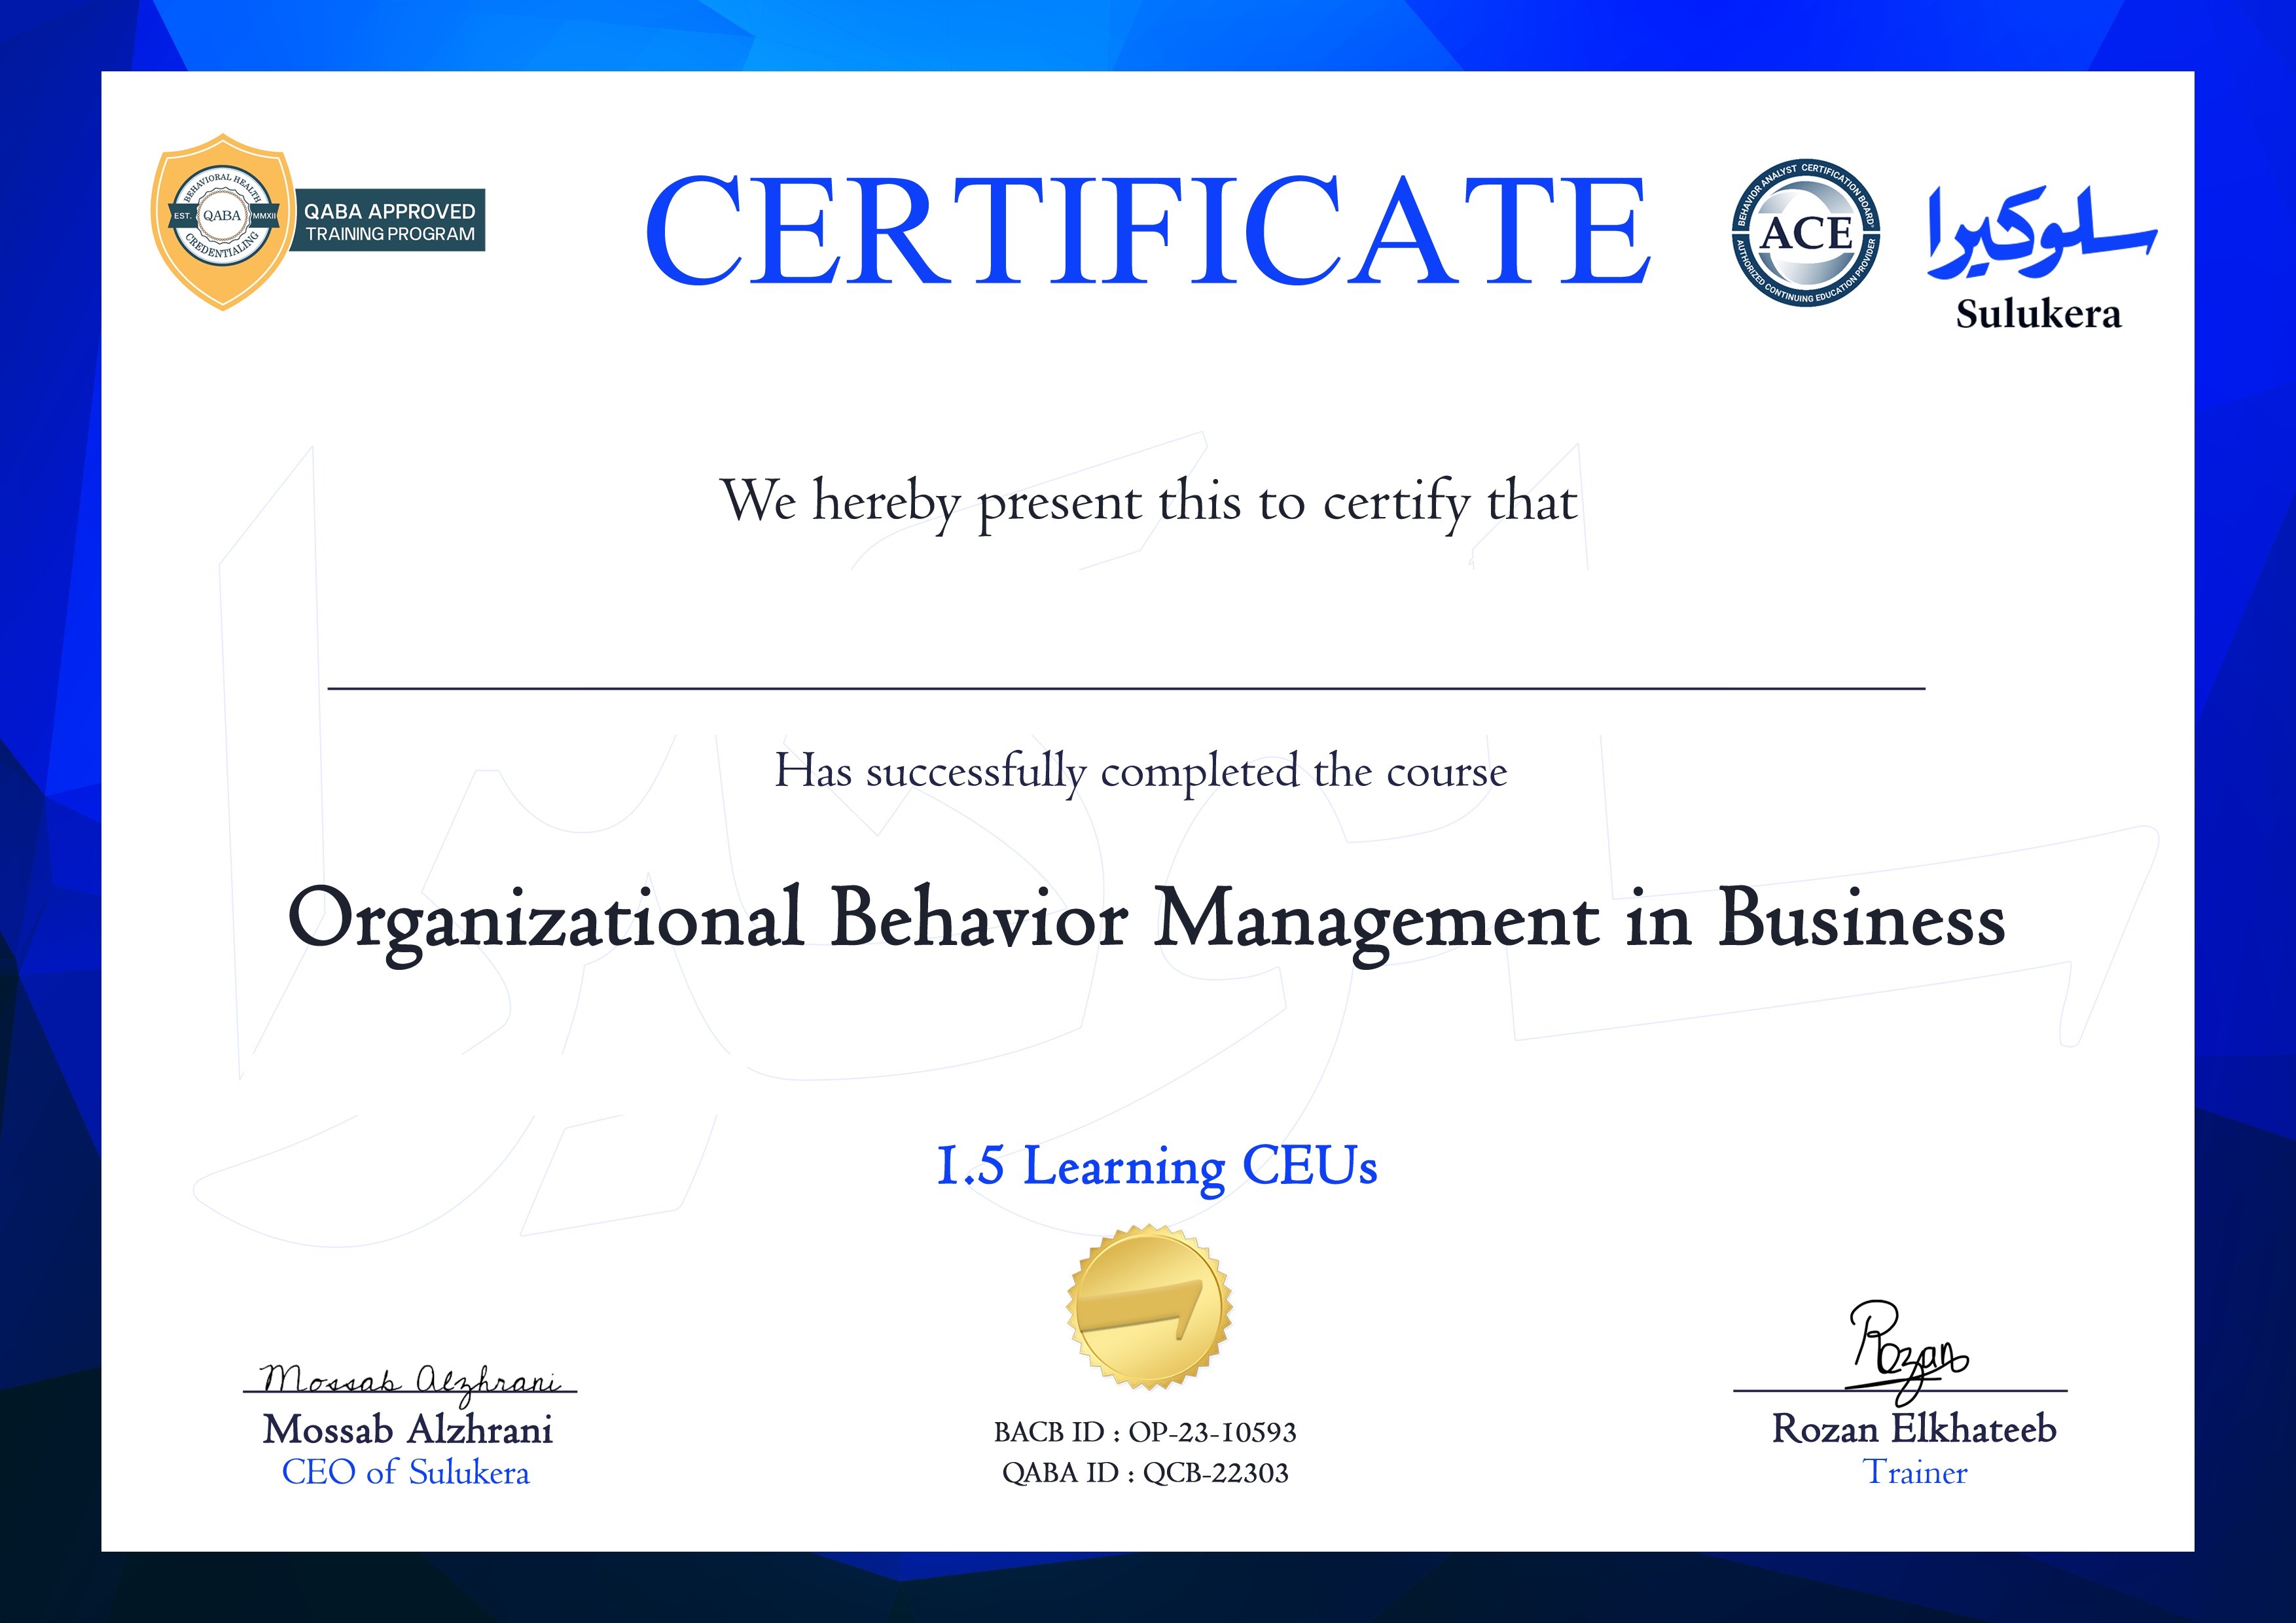 BEHAVIORAL HEALTH
EST. QABA MMXII
CREDENTIALING
QABA APPROVED
TRAINING PROGRAM
CERTIFICATE
BEHAVIOR ANALYST CERTIFICATION BOARD®
ACE
AUTHORIZED CONTINUING EDUCATION PROVIDER
سلوكيرا
Sulukera
We hereby present this to certify that
Has successfully completed the course
Organizational Behavior Management in Business
1.5 Learning CEUs
Mossab Alzhrani
Mossab Alzhrani
CEO of Sulukera
BACB ID : OP-23-10593
QABA ID : QCB-22303
Rozan
Rozan Elkhateeb
Trainer